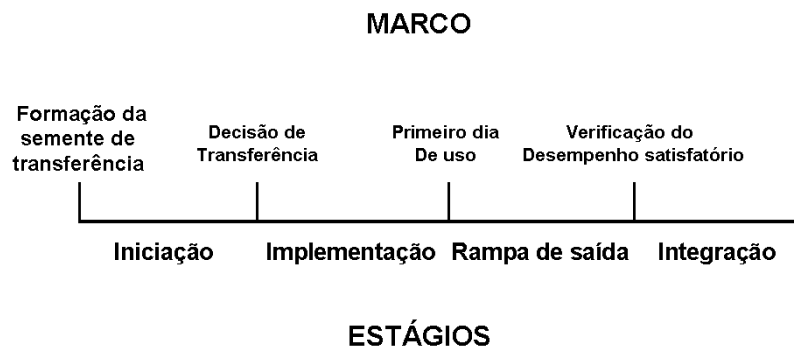 MARCO
Formação da
semente de
transferência
Decisão de
Transferência
Primeiro dia
De uso
Verificação do
Desempenho satisfatório
Iniciação
Implementação
Rampa de saída
Integração
ESTÁGIOS